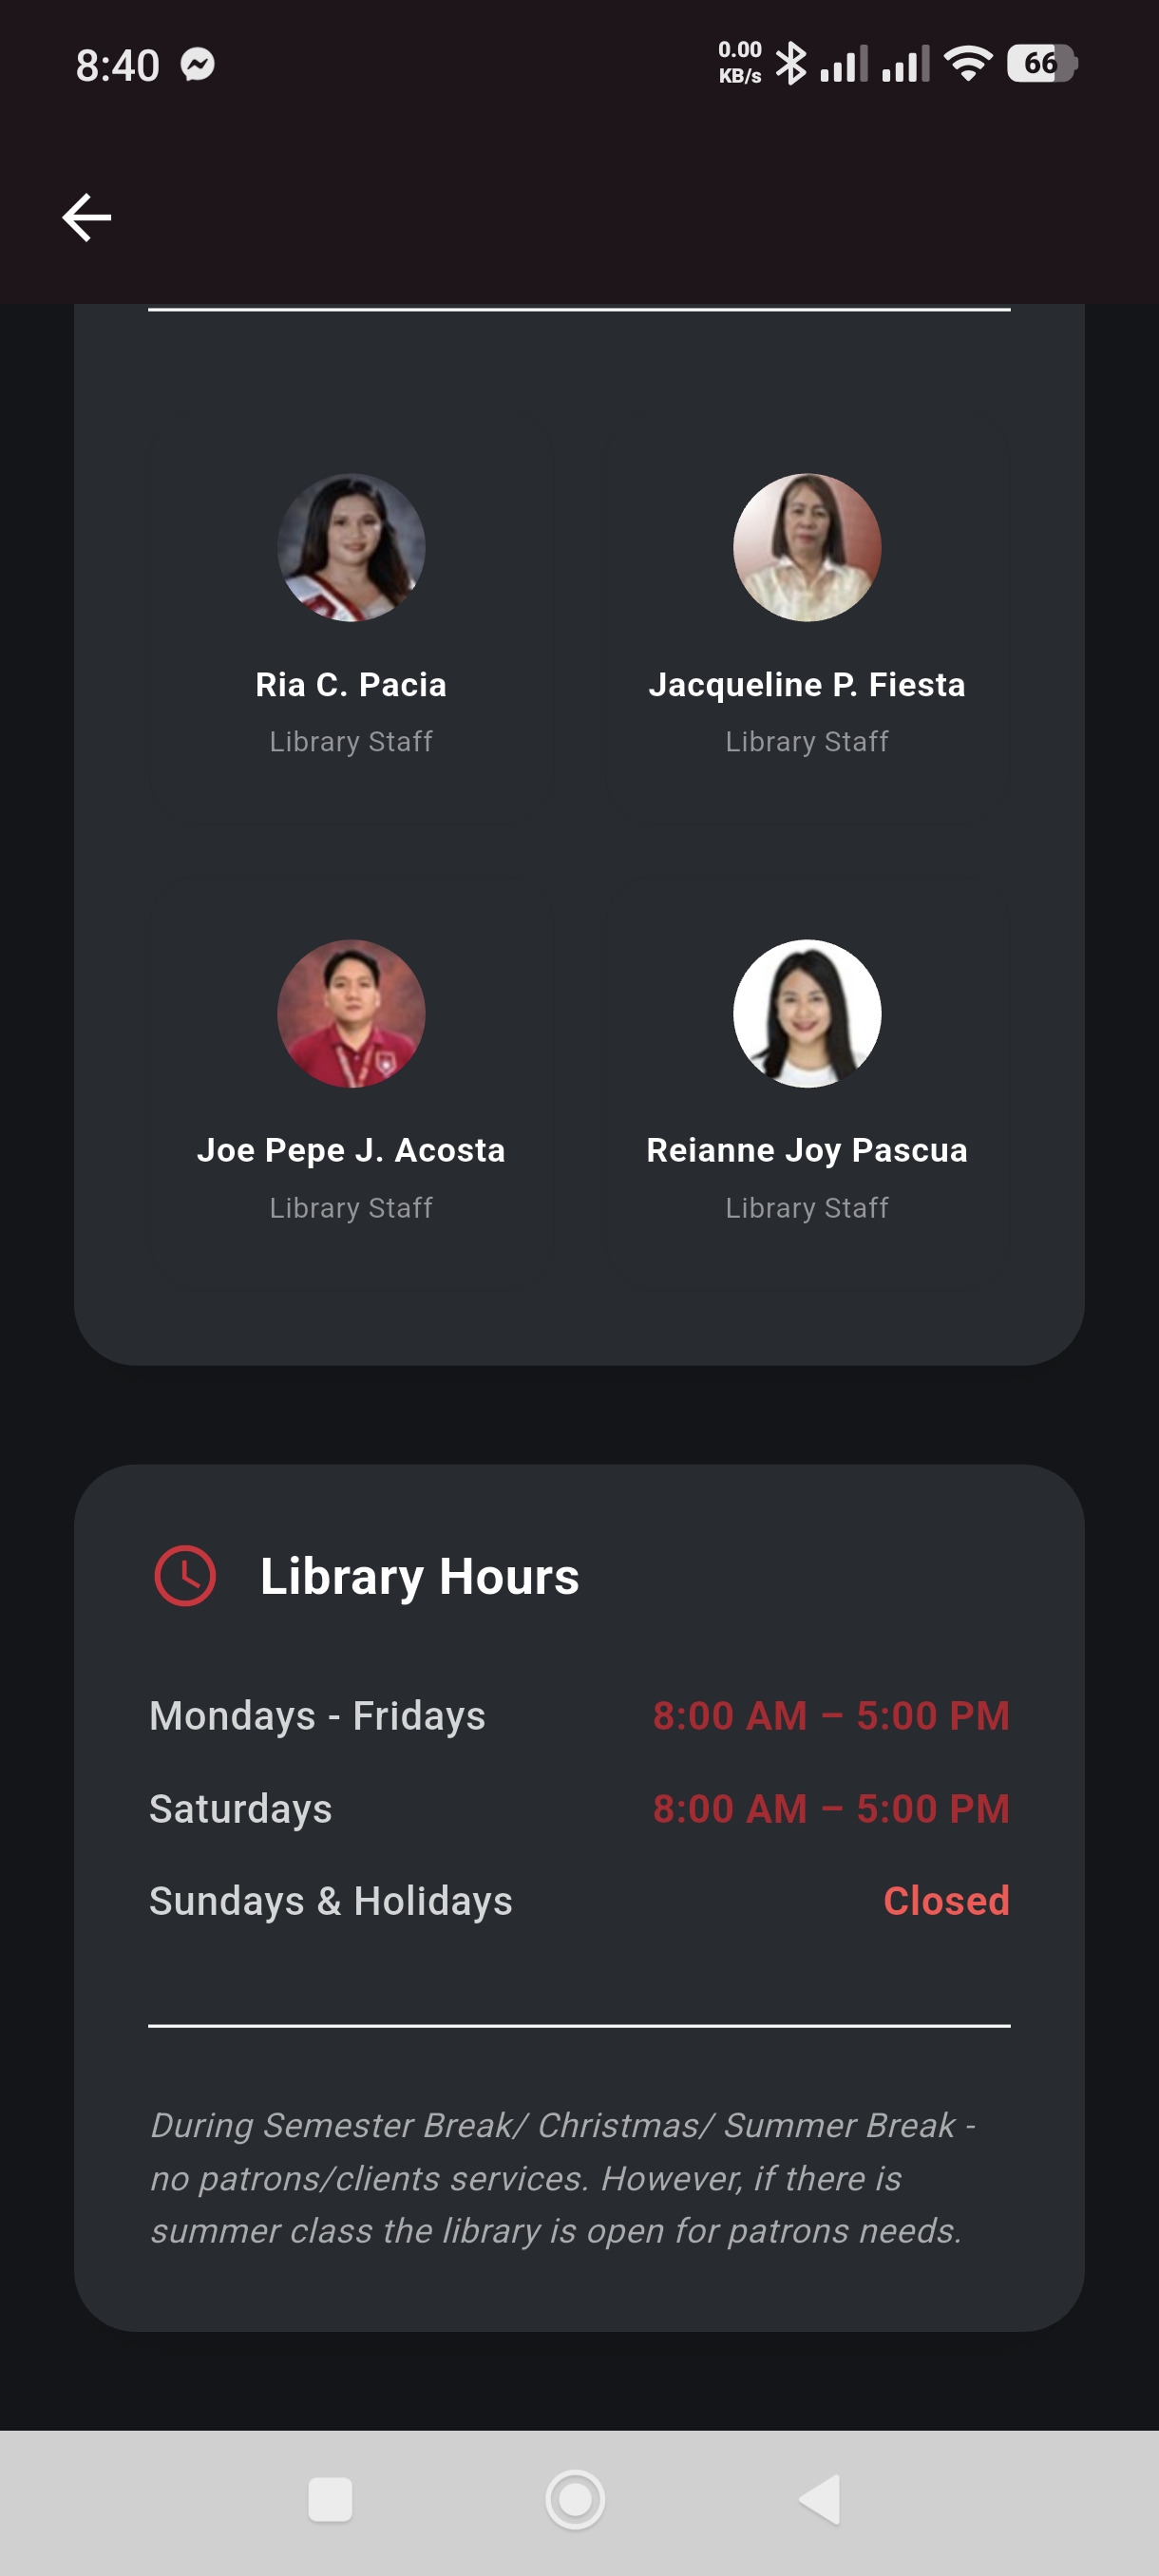 8:40
0.00
KB/s
66
Ria C. Pacia
Library Staff
Jacqueline P. Fiesta
Library Staff
Joe Pepe J. Acosta
Library Staff
Reianne Joy Pascua
Library Staff
Library Hours
Mondays - Fridays 8:00 AM – 5:00 PM
Saturdays 8:00 AM – 5:00 PM
Sundays & Holidays Closed
During Semester Break/ Christmas/ Summer Break -
no patrons/clients services. However, if there is
summer class the library is open for patrons needs.